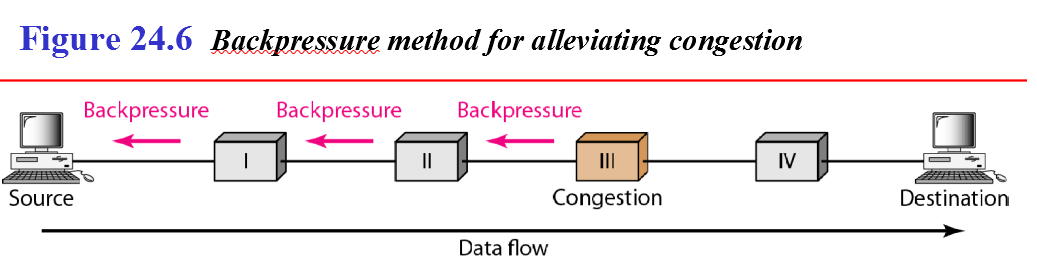 Figure 24.6 Backpressure method for alleviating congestion
Backpressure Backpressure Backpressure
I II III IV
Source Congestion Destination
Data flow